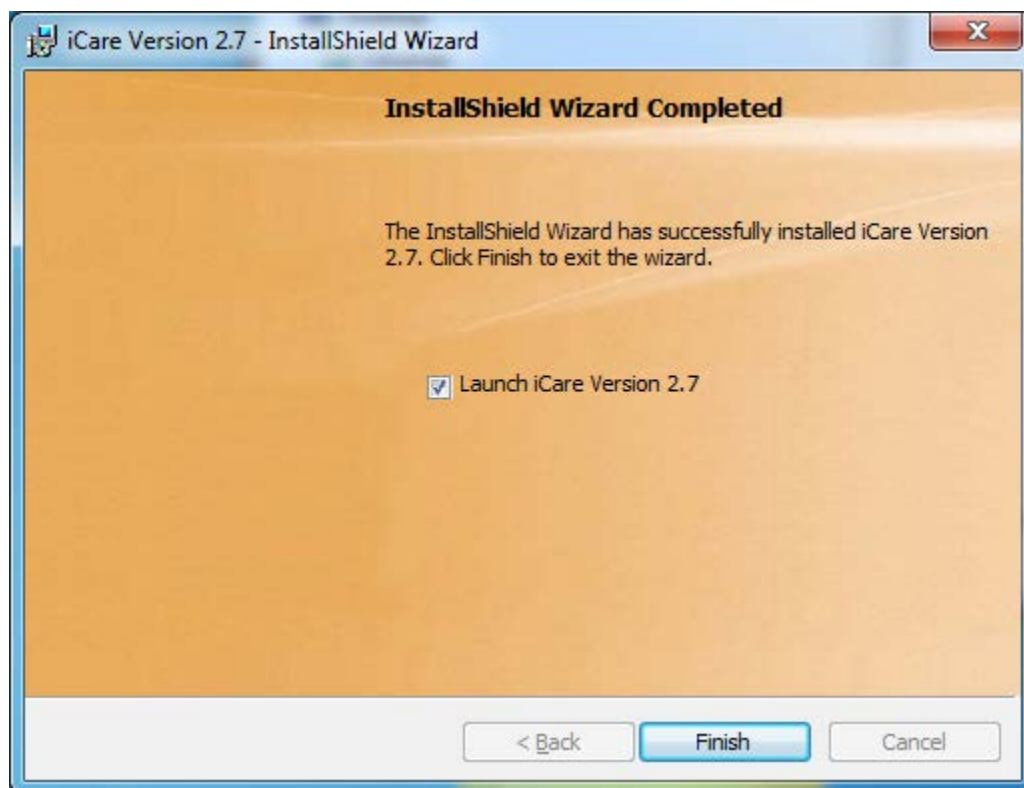 iCare Version 2.7 - InstallShield Wizard
InstallShield Wizard Completed
The InstallShield Wizard has successfully installed iCare Version
2.7. Click Finish to exit the wizard.
Launch iCare Version 2.7
< Back
Finish
Cancel